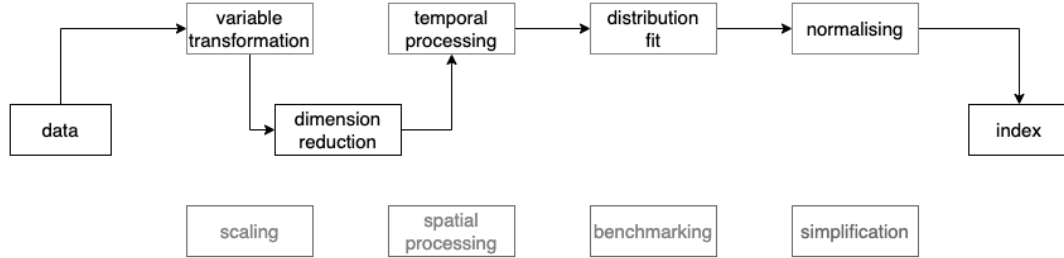 variable
transformation
temporal
processing
distribution
fit
normalising
data
dimension
reduction
index
scaling
spatial
processing
benchmarking
simplification